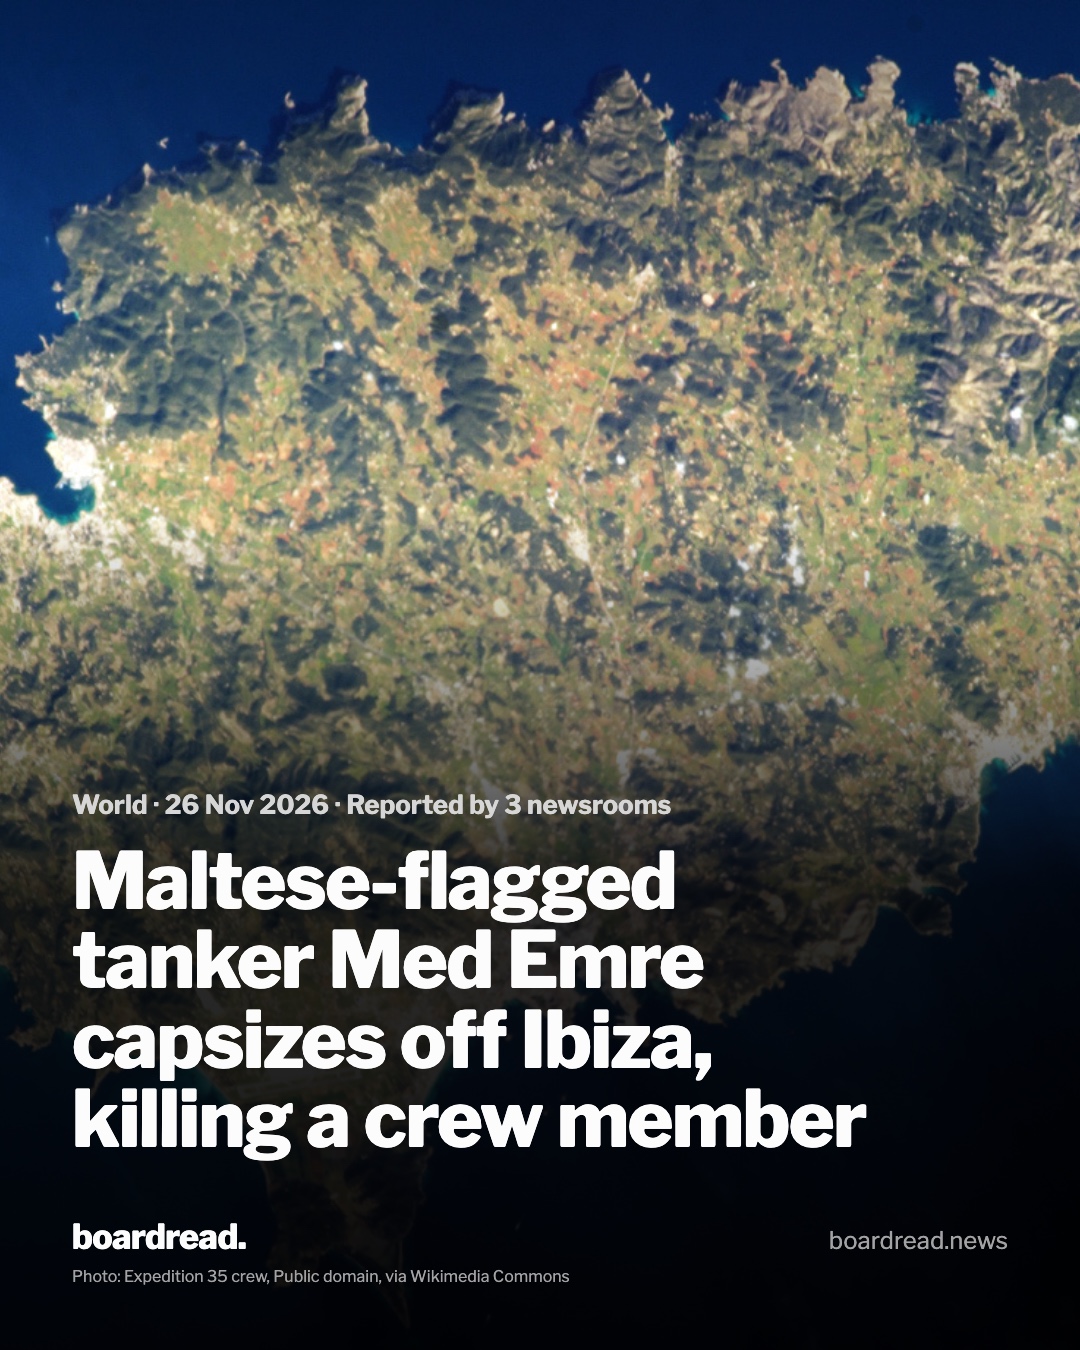 World · 26 Nov 2026 · Reported by 3 newsrooms
Maltese-flagged
tanker Med Emre
capsizes off Ibiza,
killing a crew member
boardread.
boardread.news
Photo: Expedition 35 crew, Public domain, via Wikimedia Commons